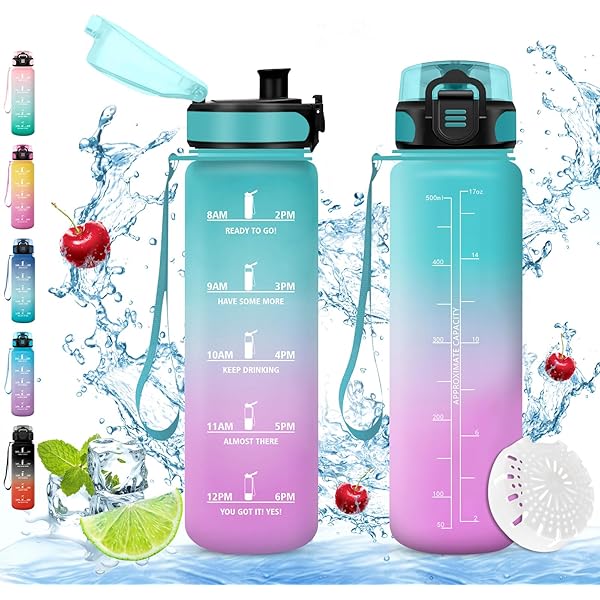 8AM 2PM
READY TO GO!
9AM 3PM
HAVE SOME MORE
10AM 4PM
KEEP DRINKING
11AM 5PM
ALMOST THERE
12PM 6PM
YOU GOT IT! YES!
500ml 17oz
400 14
300 10
200 6
100
50 2
APPROXIMATE CAPACITY